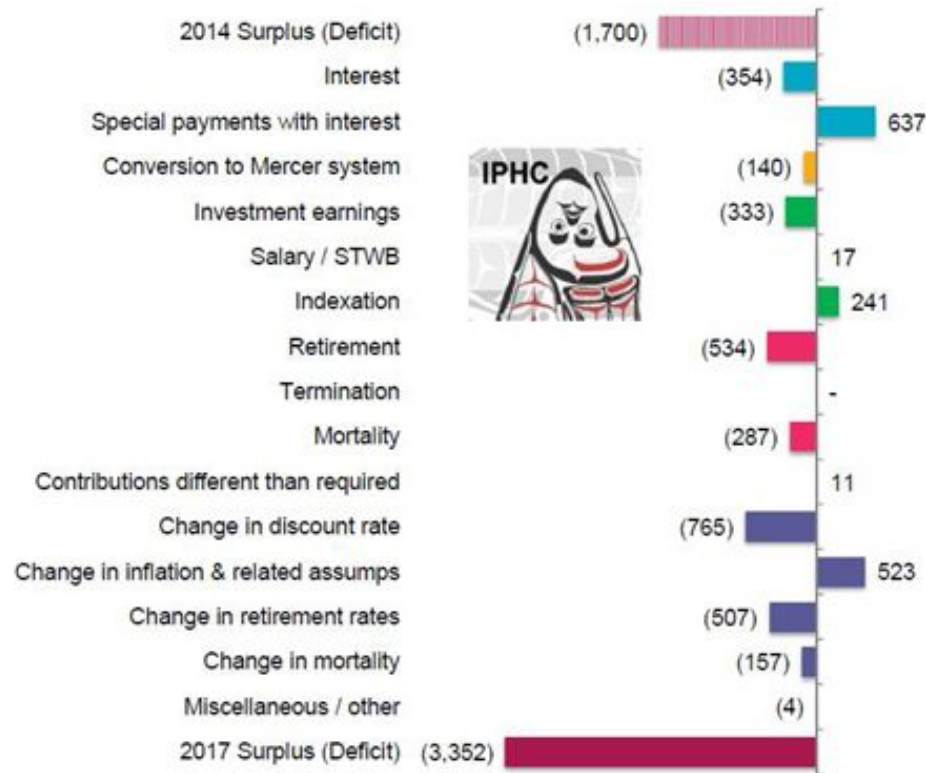 2014 Surplus (Deficit) (1,700)
Interest (354)
Special payments with interest 637
IPHC
Conversion to Mercer system (140)
Investment earnings (333)
Salary / STWB 17
Indexation 241
Retirement (534)
Termination -
Mortality (287)
Contributions different than required 11
Change in discount rate (765)
Change in inflation & related assumps 523
Change in retirement rates (507)
Change in mortality (157)
Miscellaneous / other (4)
2017 Surplus (Deficit) (3,352)